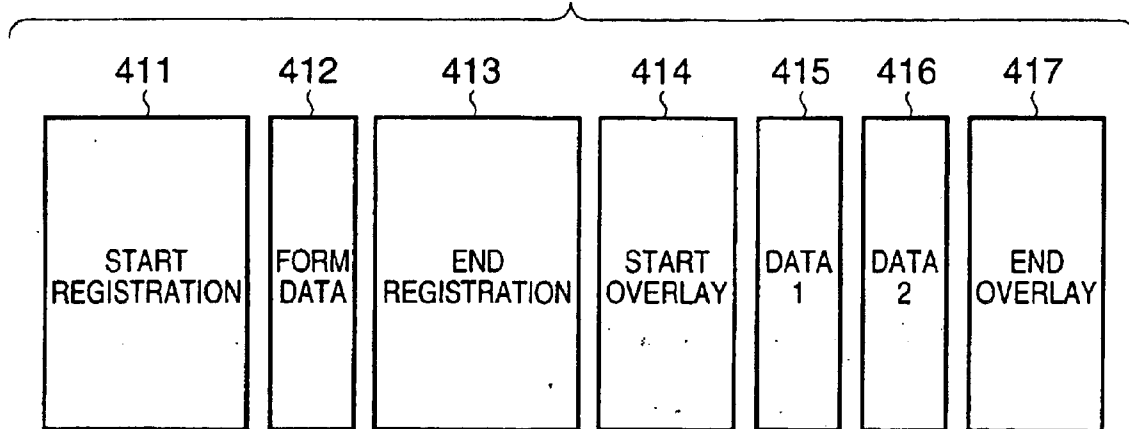 411 412 413 414 415 416 417
START
REGISTRATION
FORM
DATA
END
REGISTRATION
START
OVERLAY
DATA
1
DATA
2
END
OVERLAY